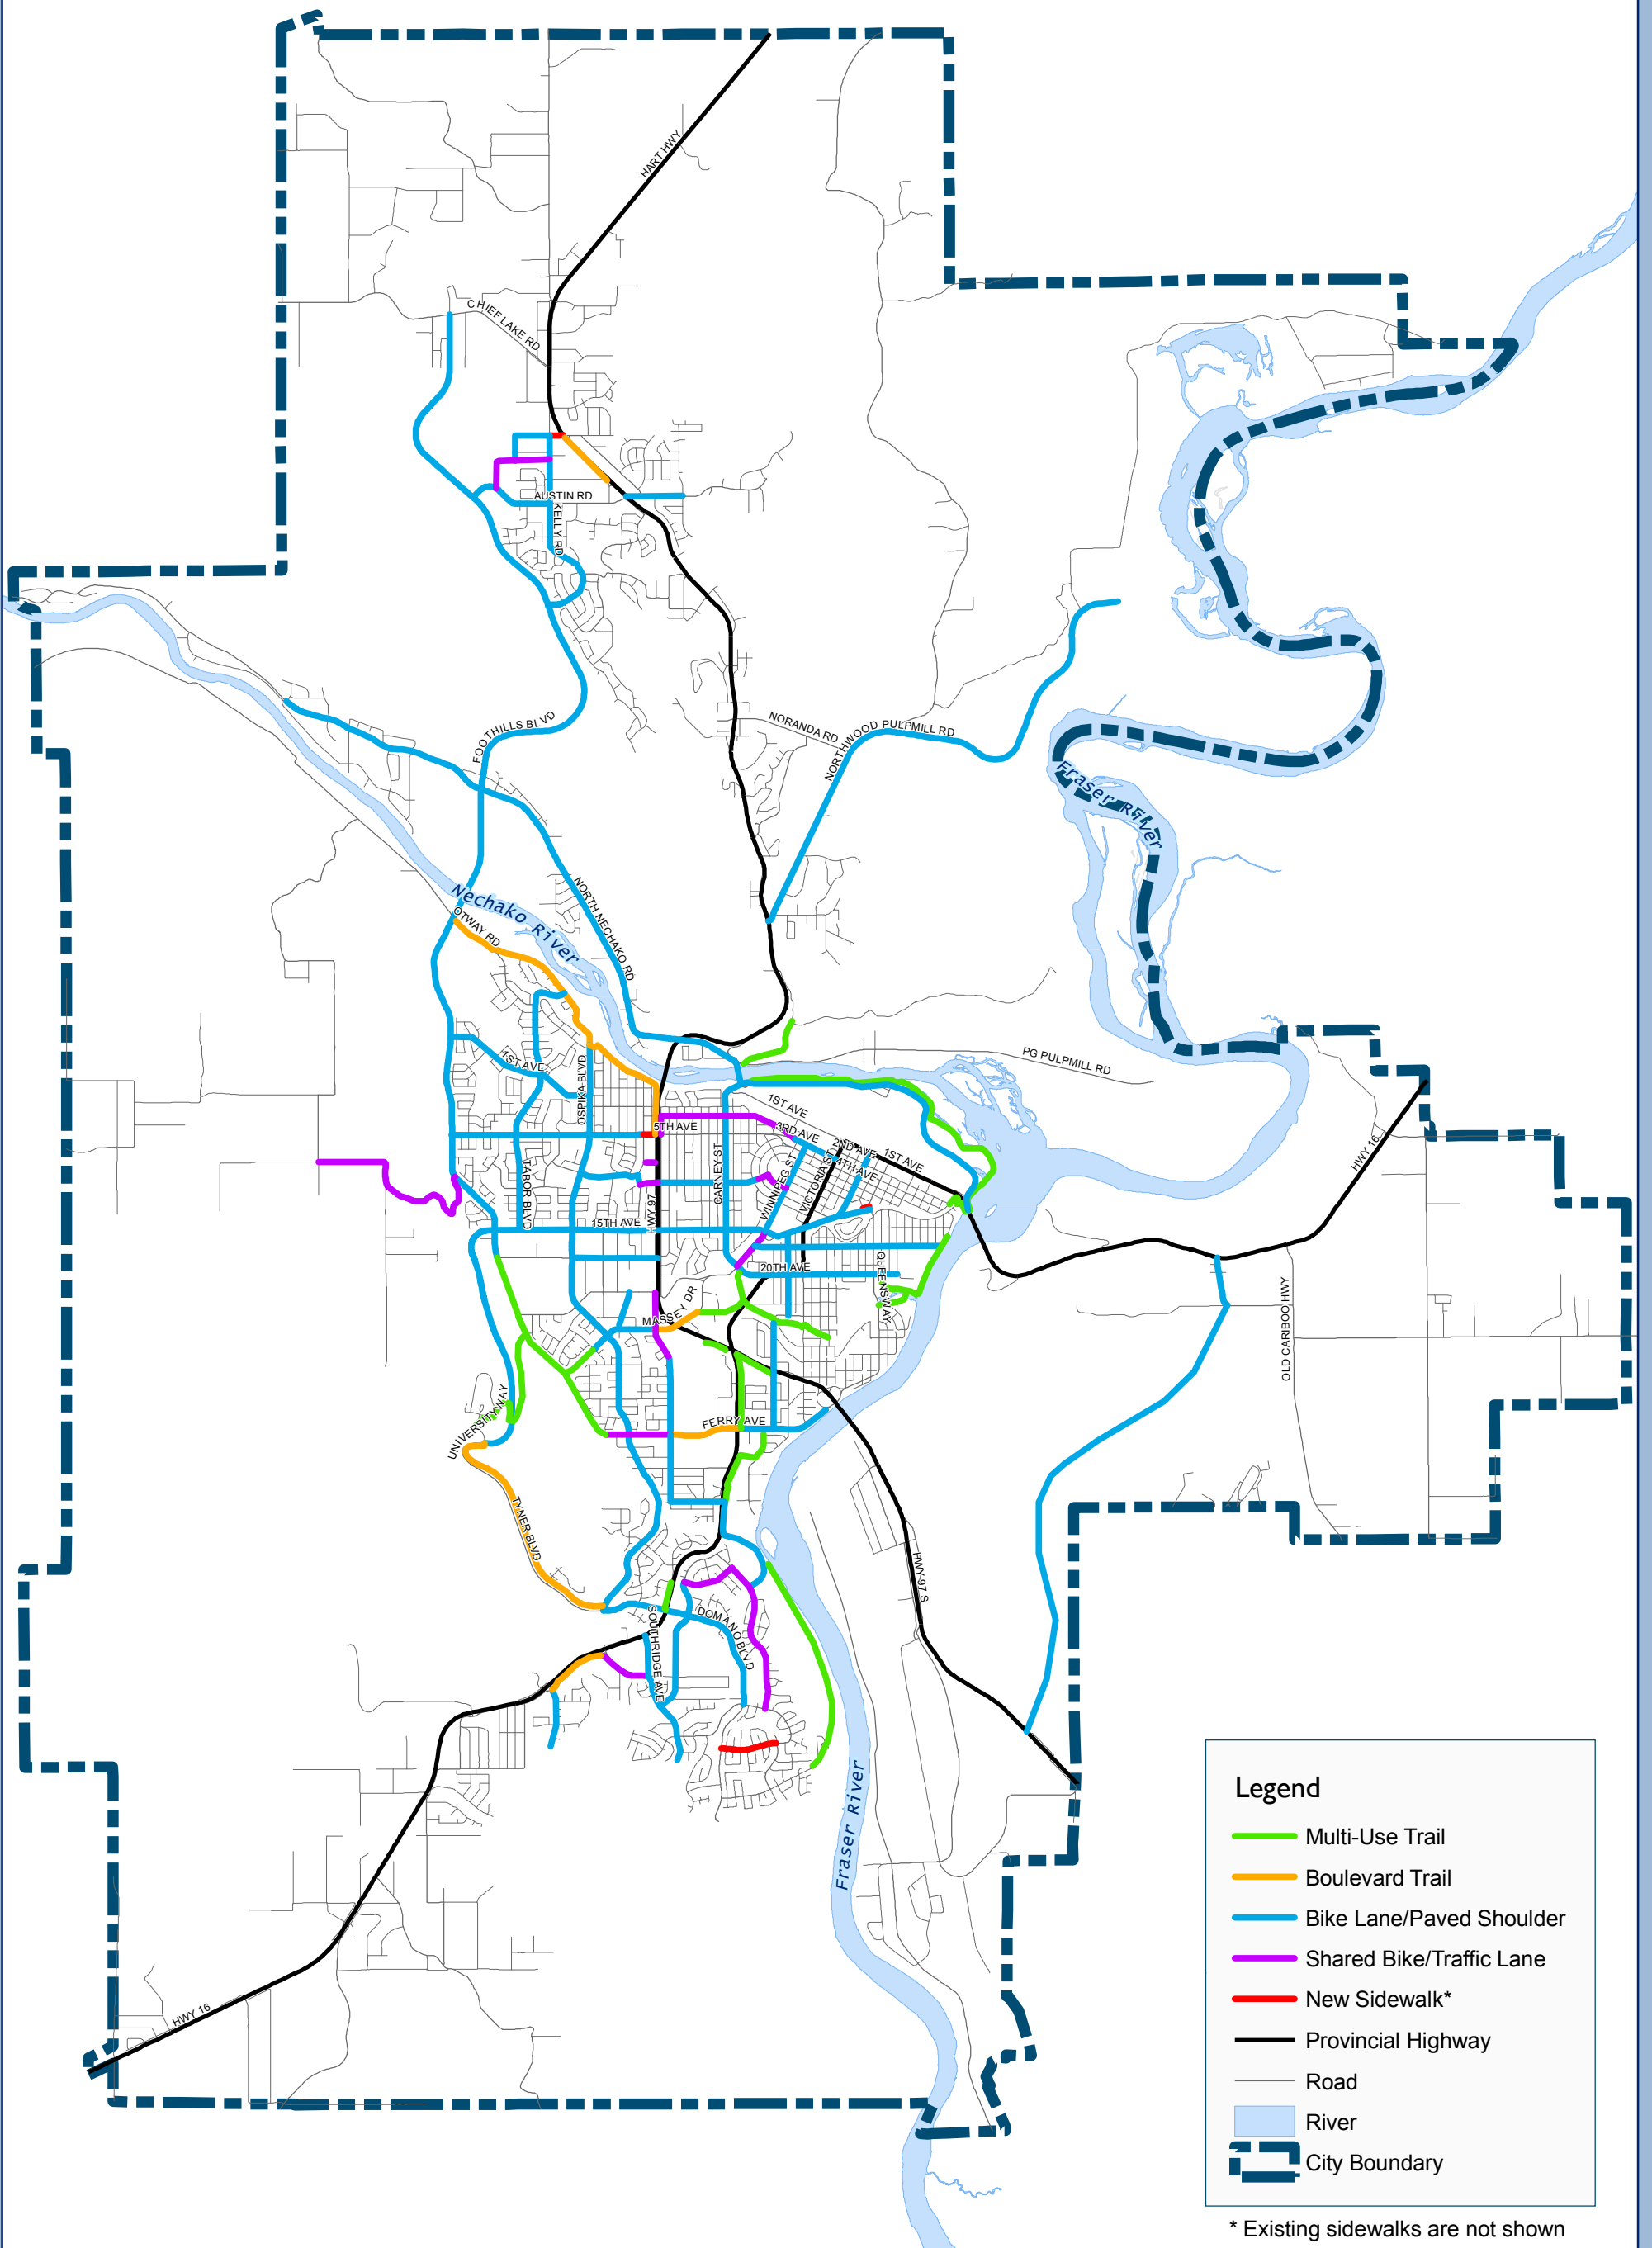 HART HWY
CHIEF LAKE RD
AUSTIN RD
KELLY RD
FOOTHILLS BLVD
NORANDA RD
NORTHWOOD PULPMILL RD
Fraser River
Nechako River
OTWAY RD
NORTH NECHAKO RD
PG PULPMILL RD
1ST AVE
OSPIKA BLVD
1ST AVE
5TH AVE
3RD AVE
2ND AVE
1ST AVE
4TH AVE
HWY 16
TABOR BLVD
CARNEY ST
WINNIPEG ST
VICTORIA ST
HWY 97
15TH AVE
20TH AVE
QUEENSWAY
MASSEY DR
OLD CARIBOO HWY
UNIVERSITY WAY
FERRY AVE
TYNER BLVD
HWY 97 S
SOUTHRIDGE AVE
DOMANO BLVD
Fraser River
HWY 16
Legend
Multi-Use Trail
Boulevard Trail
Bike Lane/Paved Shoulder
Shared Bike/Traffic Lane
New Sidewalk*
Provincial Highway
Road
River
City Boundary
* Existing sidewalks are not shown